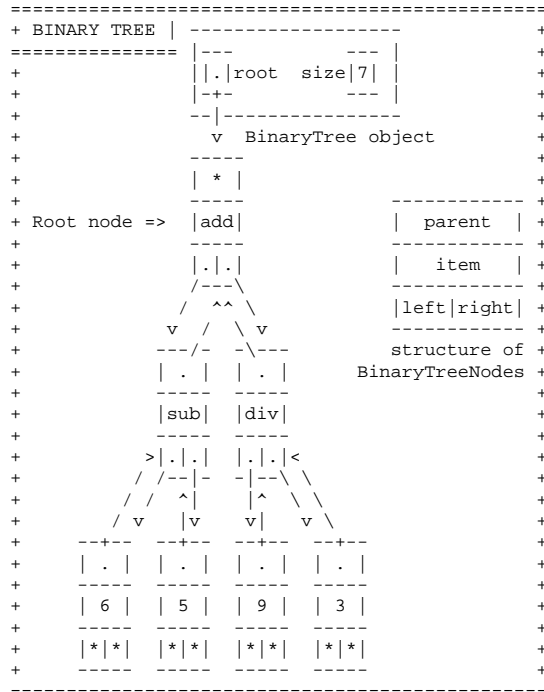 ================================================
+ BINARY TREE | ------------------- +
=============== |--- --- | +
+ ||.|root size|7| | +
+ |-+- --- | +
+ --|---------------- +
+ v BinaryTree object +
+ ----- +
+ | * | +
+ ----- ------------ +
+ Root node => |add| | parent | +
+ ----- ------------ +
+ |.|.| | item | +
+ /---\ ------------ +
+ / ^^ \ |left|right| +
+ v / \ v ------------ +
+ ---/- -\--- structure of +
+ | . | | . | BinaryTreeNodes +
+ ----- ----- +
+ |sub| |div| +
+ ----- ----- +
+ >|.|.| |.|.|< +
+ / /--|- -|--\ \ +
+ / / ^| |^ \ \ +
+ / v |v v| v \ +
+ --+-- --+-- --+-- --+-- +
+ | . | | . | | . | | . | +
+ ----- ----- ----- ----- +
+ | 6 | | 5 | | 9 | | 3 | +
+ ----- ----- ----- ----- +
+ |*|*| |*|*| |*|*| |*|*| +
+ ----- ----- ----- ----- +
------------------------------------------------